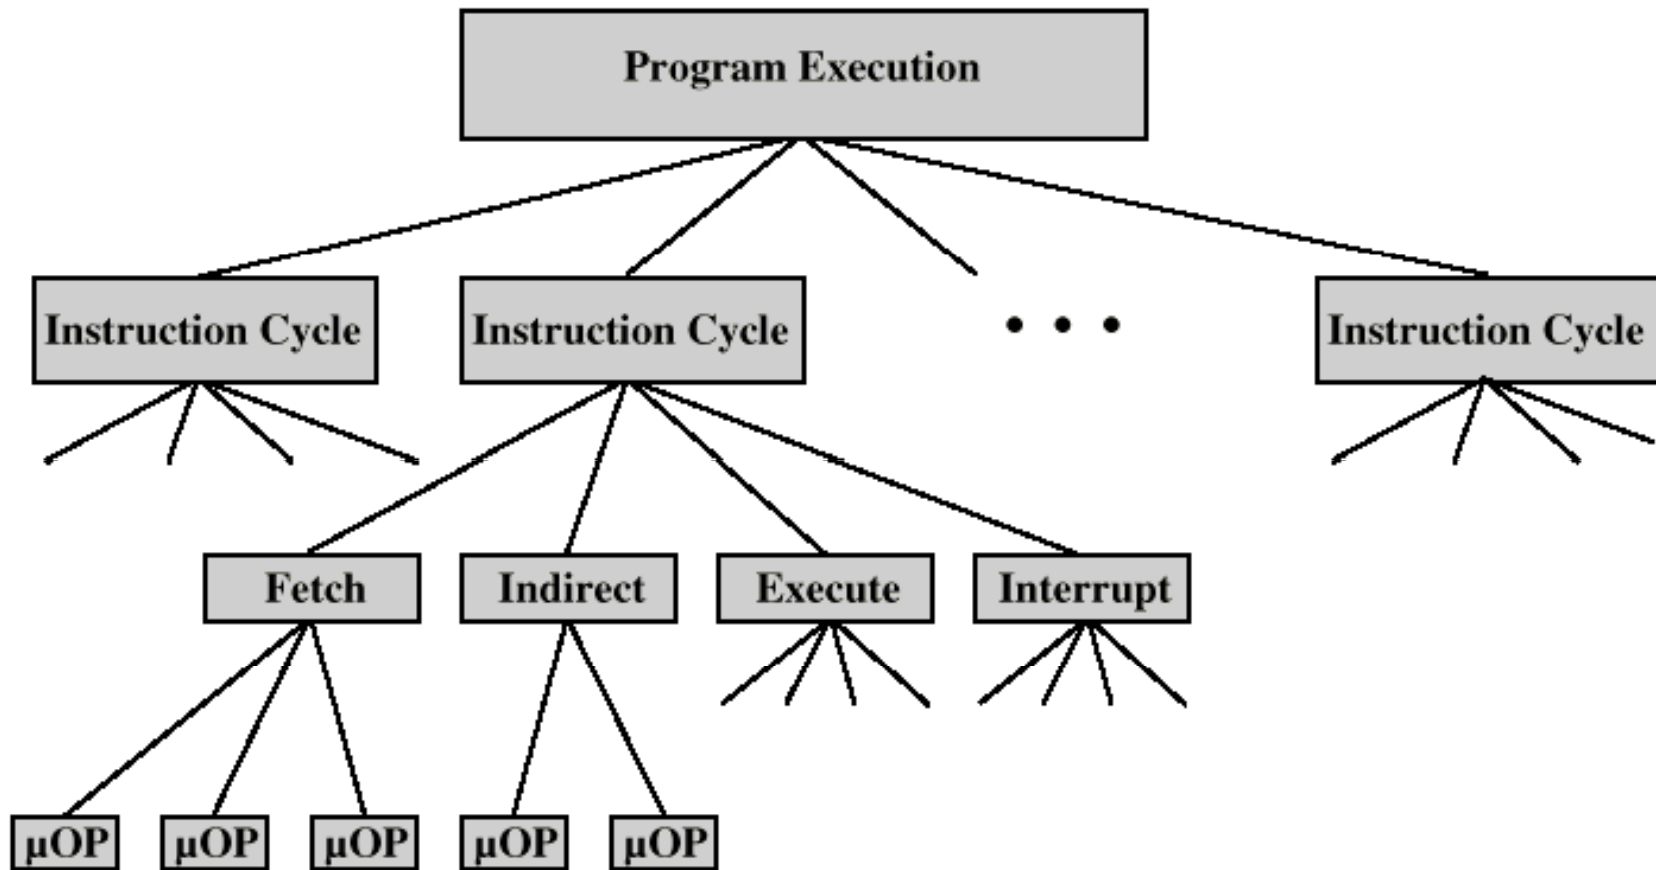 Program Execution
Instruction Cycle
Instruction Cycle
• • •
Instruction Cycle
Fetch
Indirect
Execute
Interrupt
µOP
µOP
µOP
µOP
µOP